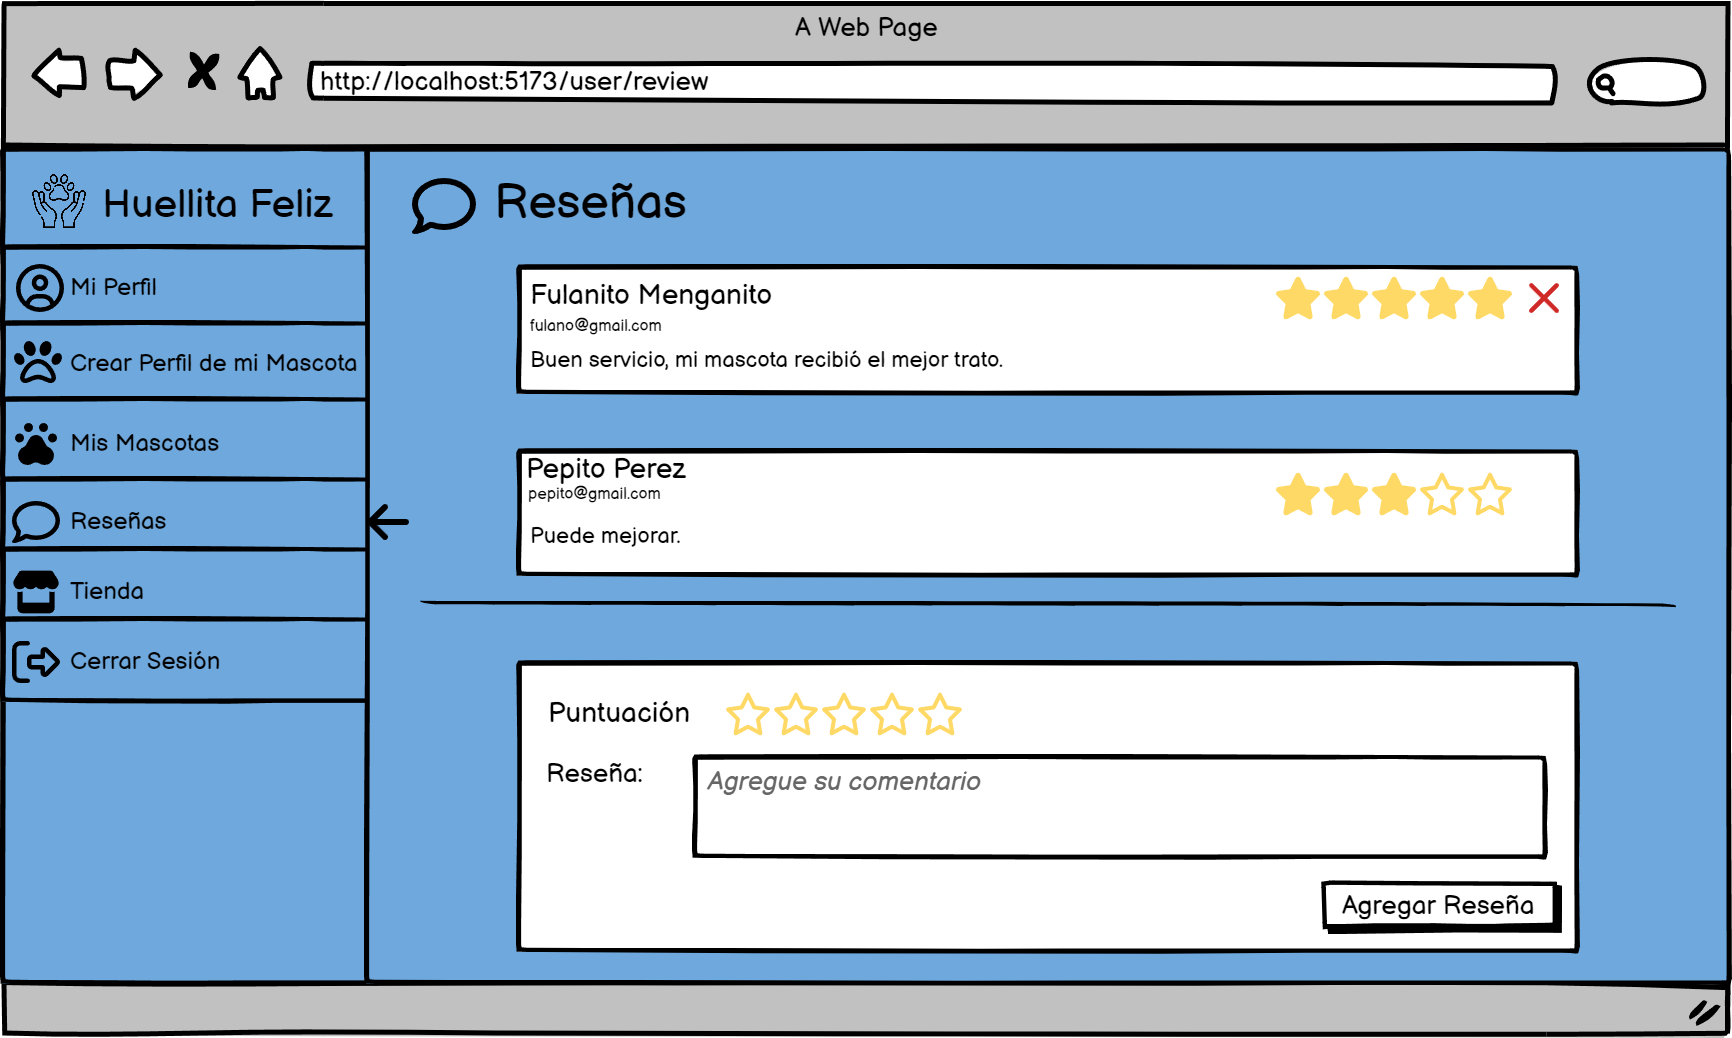 A Web Page
http://localhost:5173/user/review
Huellita Feliz
Mi Perfil
Crear Perfil de mi Mascota
Mis Mascotas
Reseñas
Tienda
Cerrar Sesión
Reseñas
Fulanito Menganito
fulano@gmail.com
Buen servicio, mi mascota recibió el mejor trato.
Pepito Perez
pepito@gmail.com
Puede mejorar.
Puntuación
Reseña:
Agregue su comentario
Agregar Reseña